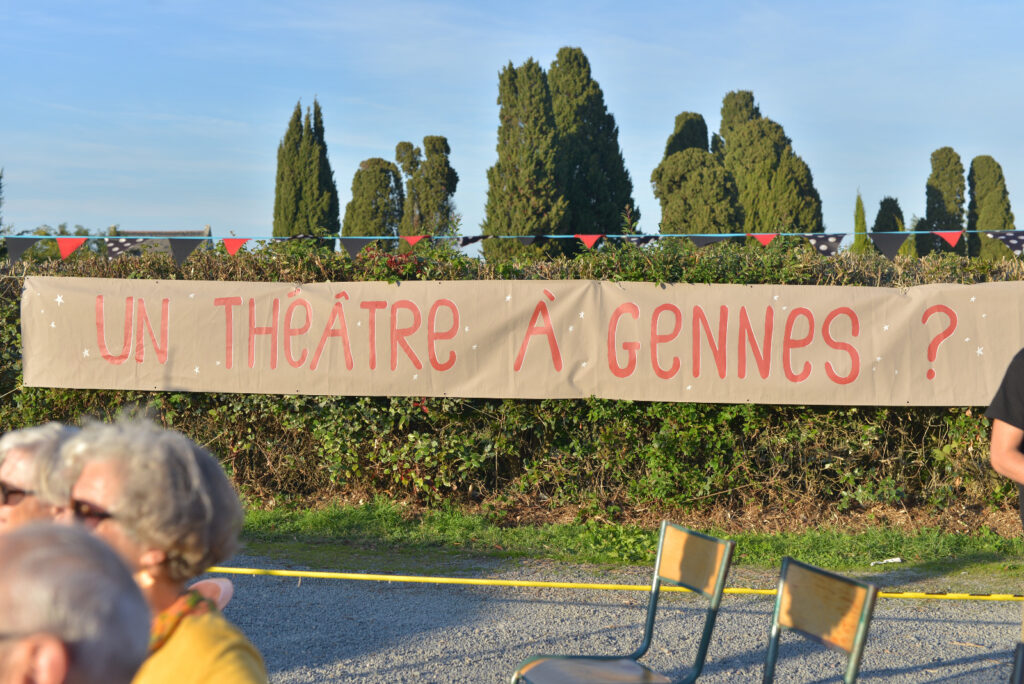 UN THÉÂTRE À GENNES ?